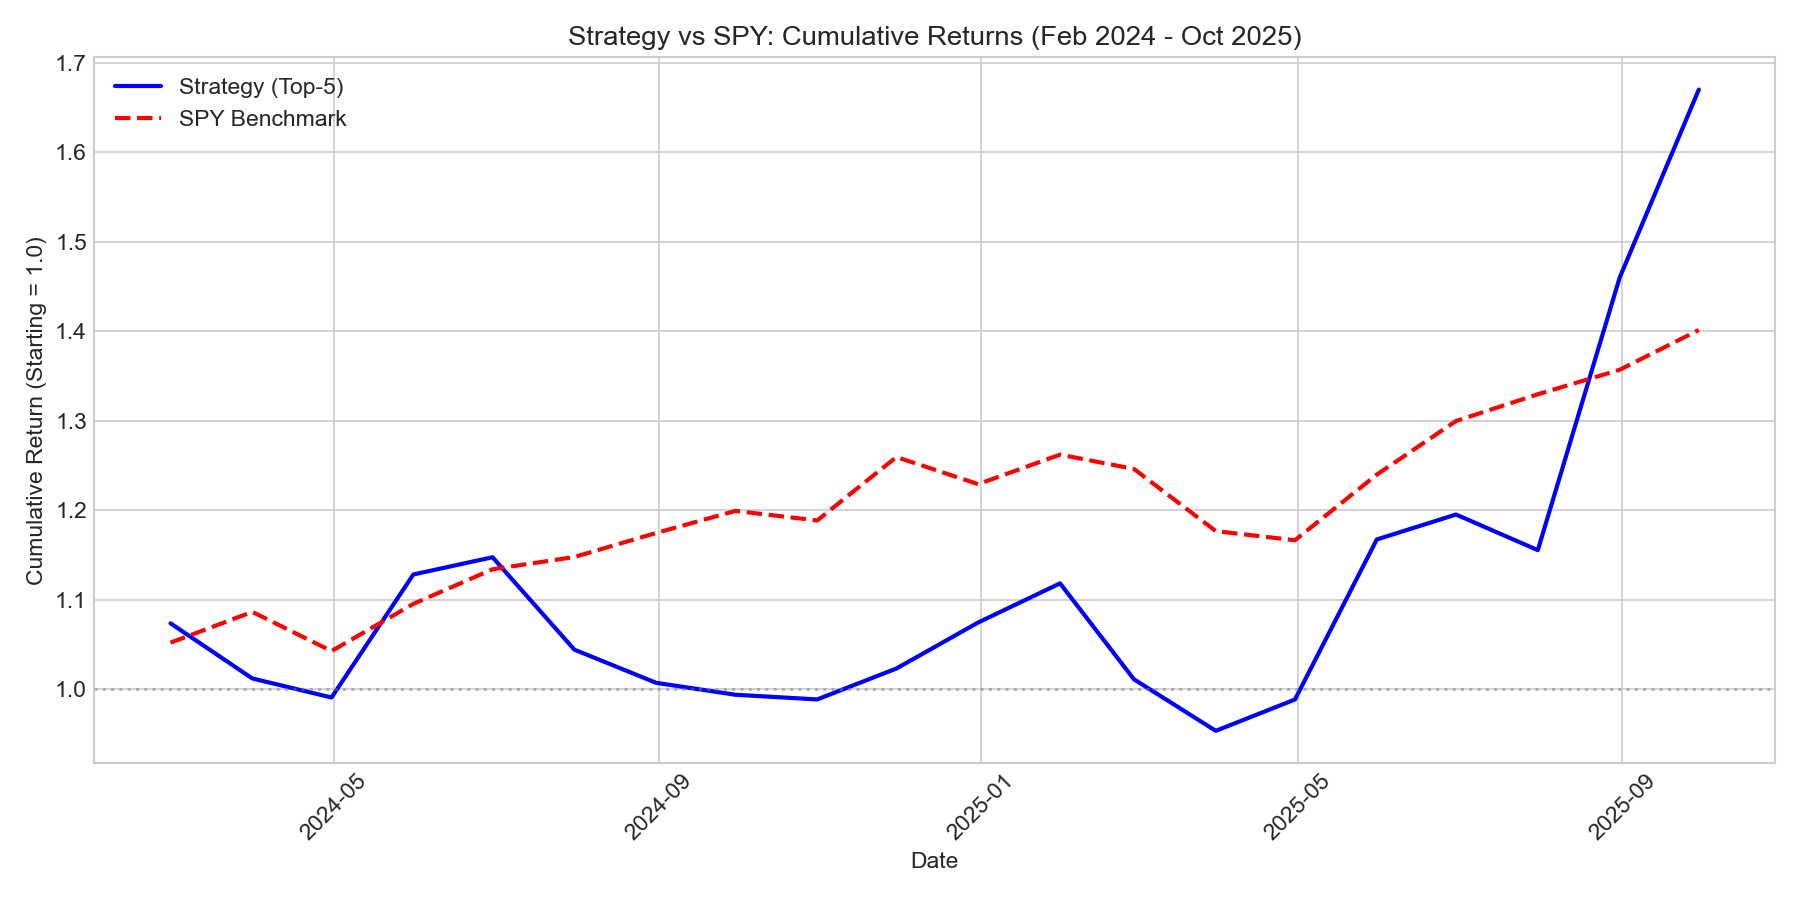 Strategy vs SPY: Cumulative Returns (Feb 2024 - Oct 2025)
Strategy (Top-5)
SPY Benchmark
Cumulative Return (Starting = 1.0)
1.7
1.6
1.5
1.4
1.3
1.2
1.1
1.0
2024-05
2024-09
2025-01
2025-05
2025-09
Date